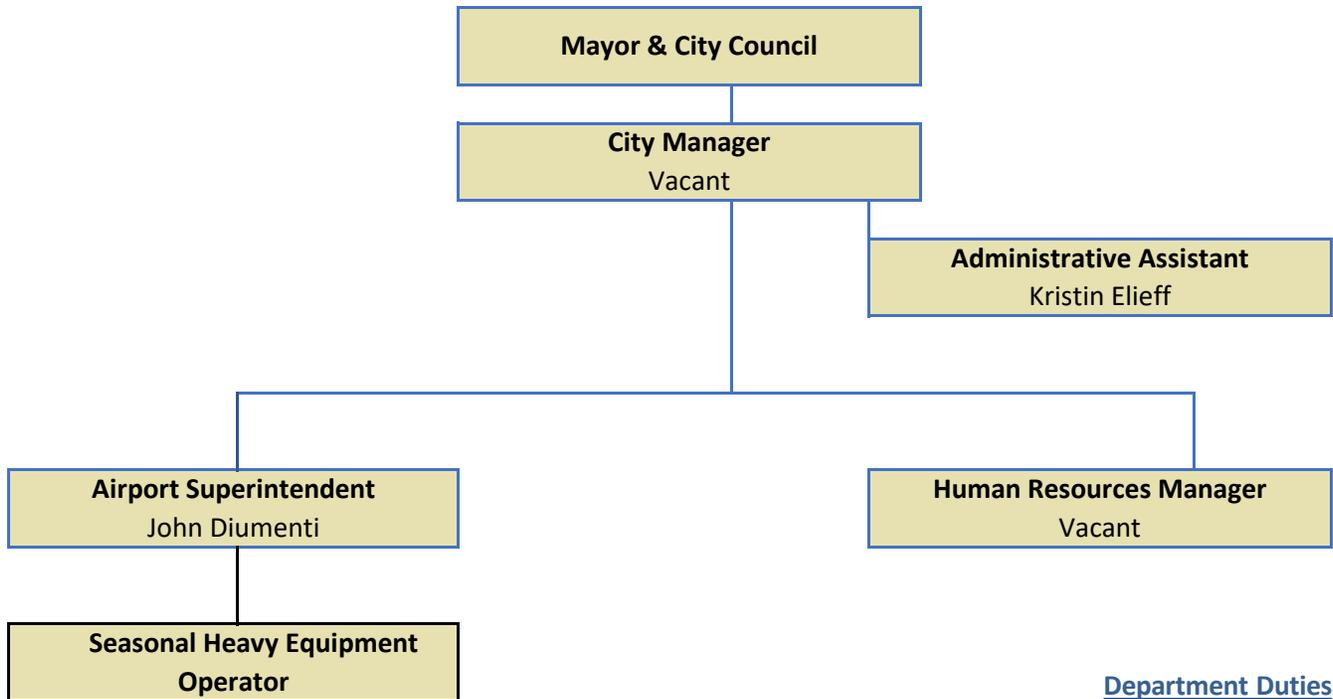 Mayor & City Council
City Manager
Vacant
Administrative Assistant
Kristin Elieff
Airport Superintendent
John Diumenti
Human Resources Manager
Vacant
Seasonal Heavy Equipment
Operator
Department Duties